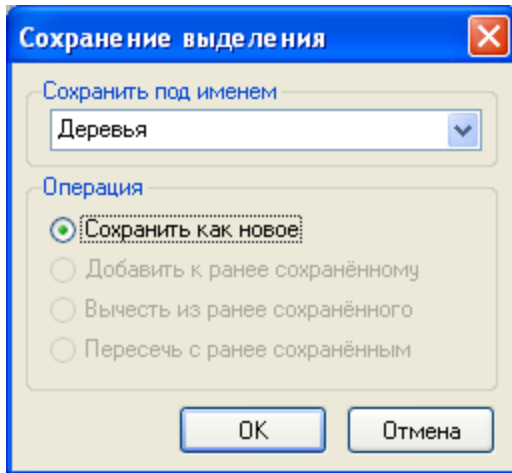 Сохранение выделения
Сохранить под именем
Деревья
Операция
Сохранить как новое
Добавить к ранее сохранённому
Вычесть из ранее сохранённого
Пересечь с ранее сохранённым
OK Отмена